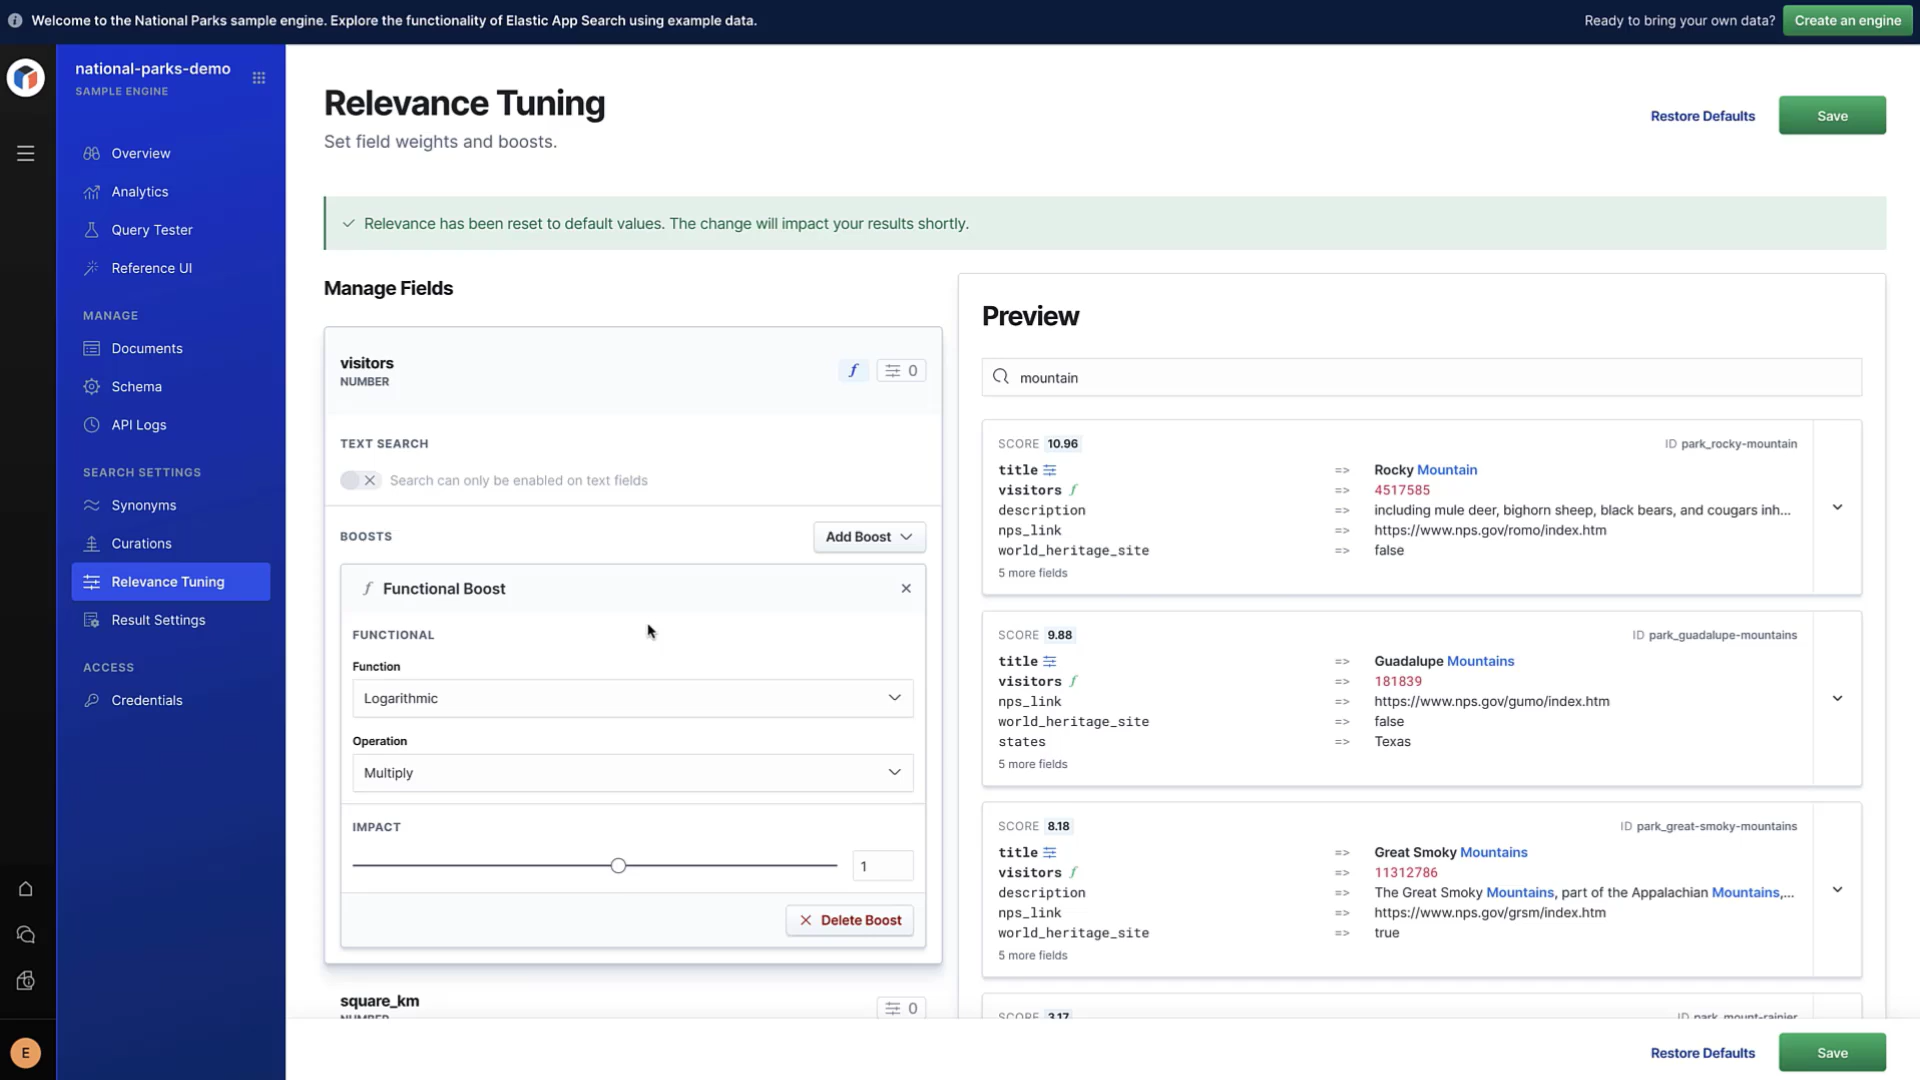 Welcome to the National Parks sample engine. Explore the functionality of Elastic App Search using example data.
Ready to bring your own data?
Create an engine
national-parks-demo
SAMPLE ENGINE
Overview
Analytics
Query Tester
Reference UI
MANAGE
Documents
Schema
API Logs
SEARCH SETTINGS
Synonyms
Curations
Relevance Tuning
Result Settings
ACCESS
Credentials
E
Relevance Tuning
Set field weights and boosts.
Restore Defaults
Save
Relevance has been reset to default values. The change will impact your results shortly.
Manage Fields
visitors
NUMBER
f
0
TEXT SEARCH
Search can only be enabled on text fields
BOOSTS
Add Boost
f Functional Boost
FUNCTIONAL
Function
Logarithmic
Operation
Multiply
IMPACT
1
Delete Boost
square_km
NUMBER
0
Preview
mountain
SCORE 10.96 ID park_rocky-mountain
title => Rocky Mountain
visitors f => 4517585
description => including mule deer, bighorn sheep, black bears, and cougars inh...
nps_link => https://www.nps.gov/romo/index.htm
world_heritage_site => false
5 more fields
SCORE 9.88 ID park_guadalupe-mountains
title => Guadalupe Mountains
visitors f => 181839
nps_link => https://www.nps.gov/gumo/index.htm
world_heritage_site => false
states => Texas
5 more fields
SCORE 8.18 ID park_great-smoky-mountains
title => Great Smoky Mountains
visitors f => 11312786
description => The Great Smoky Mountains, part of the Appalachian Mountains,...
nps_link => https://www.nps.gov/grsm/index.htm
world_heritage_site => true
5 more fields
SCORE 3.17 ID park_mount-rainier
Restore Defaults
Save